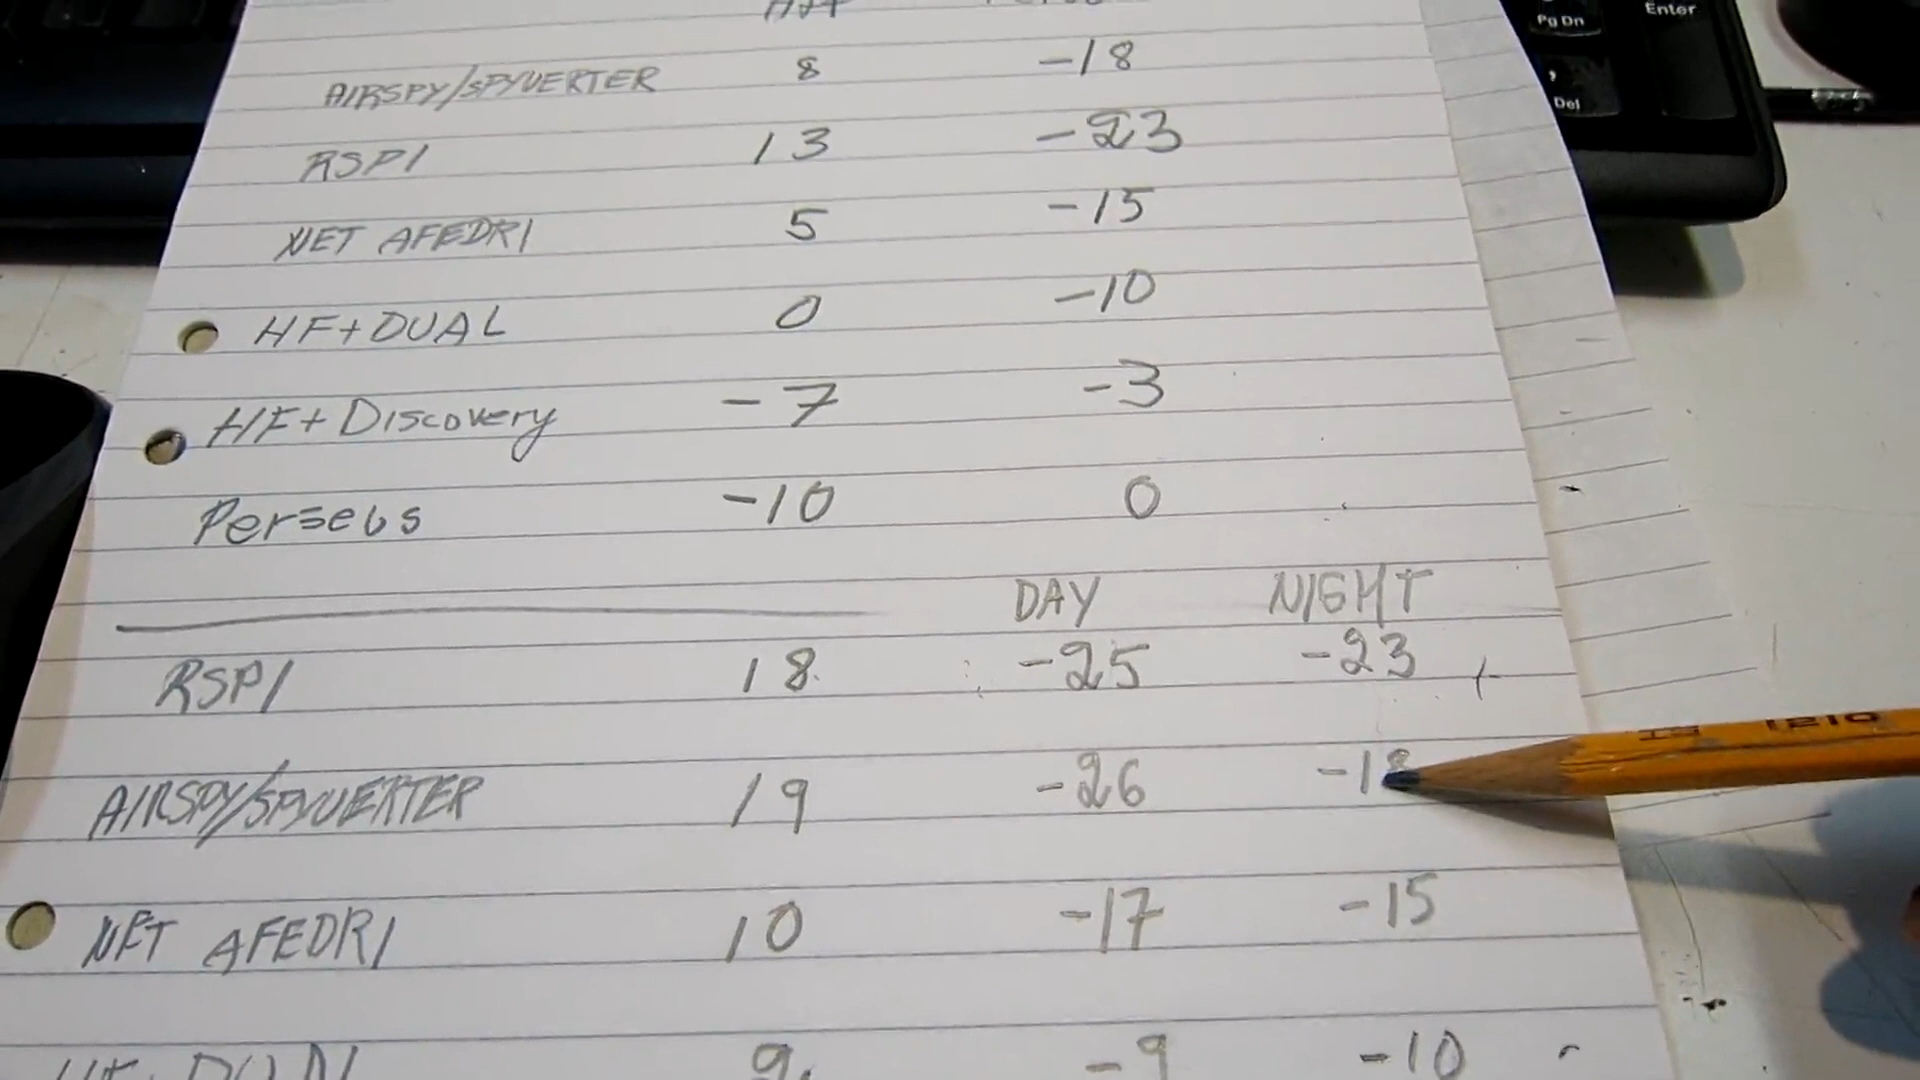 Pg Dn
Enter
,
Del
AIRSPY/SPYVERTER 8 -18
RSP1 13 -23
NET AFEDRI 5 -15
HF+DUAL 0 -10
HF+Discovery -7 -3
Perseus -10 0
DAY NIGHT
RSP1 18 -25 -23
AIRSPY/SPYVERTER 19 -26 -18
NET AFEDRI 10 -17 -15
9 -9 -10